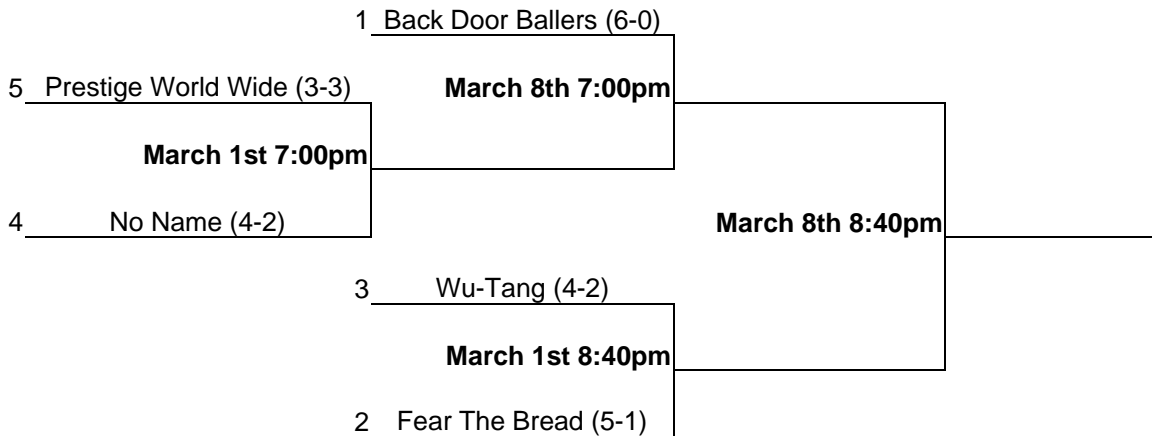 1 Back Door Ballers (6-0)
5 Prestige World Wide (3-3)
March 8th 7:00pm
March 1st 7:00pm
4 No Name (4-2)
March 8th 8:40pm
3 Wu-Tang (4-2)
March 1st 8:40pm
2 Fear The Bread (5-1)